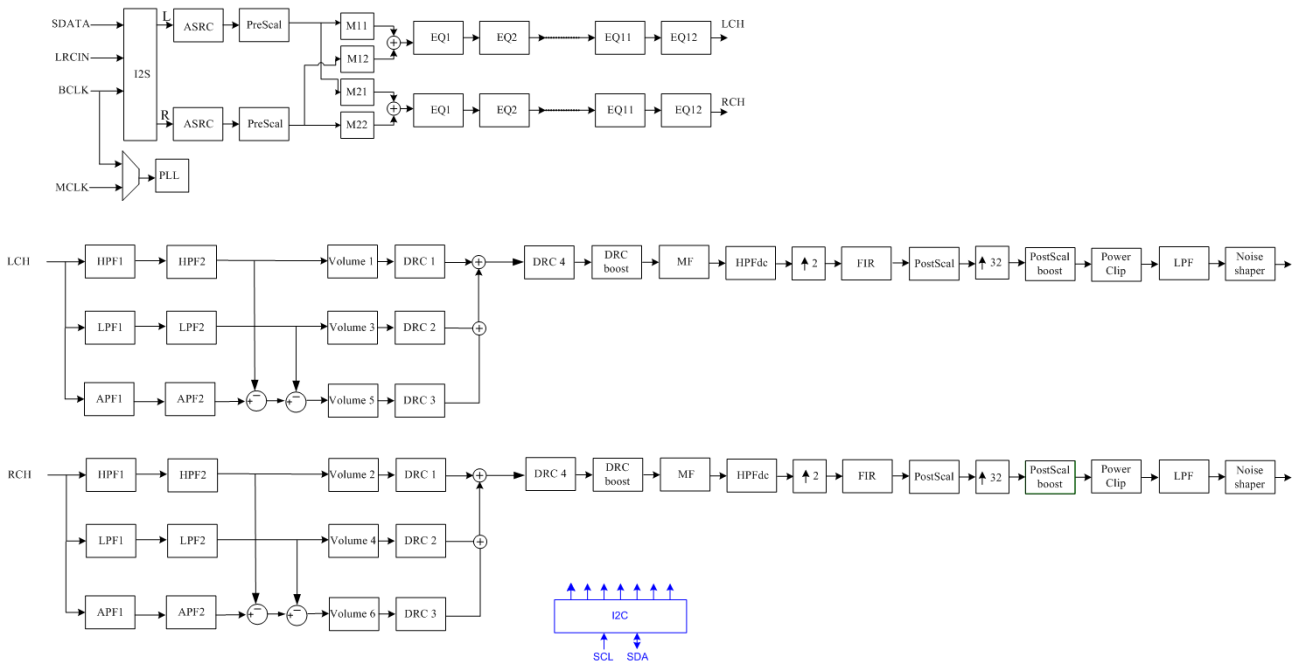 SDATA
LRCIN
BCLK
MCLK
I2S
PLL
L
ASRC
PreScal
R
ASRC
PreScal
M11
M12
M21
M22
+
EQ1
EQ2
EQ11
EQ12
LCH
+
EQ1
EQ2
EQ11
EQ12
RCH
LCH
HPF1
HPF2
Volume 1
DRC 1
+
DRC 4
DRC
boost
MF
HPFdc
2
FIR
PostScal
32
PostScal
boost
Power
Clip
LPF
Noise
shaper
LPF1
LPF2
Volume 3
DRC 2
+
APF1
APF2
+ −
+ −
Volume 5
DRC 3
RCH
HPF1
HPF2
Volume 2
DRC 1
+
DRC 4
DRC
boost
MF
HPFdc
2
FIR
PostScal
32
PostScal
boost
Power
Clip
LPF
Noise
shaper
LPF1
LPF2
Volume 4
DRC 2
+
APF1
APF2
+ −
+ −
Volume 6
DRC 3
I2C
SCL
SDA